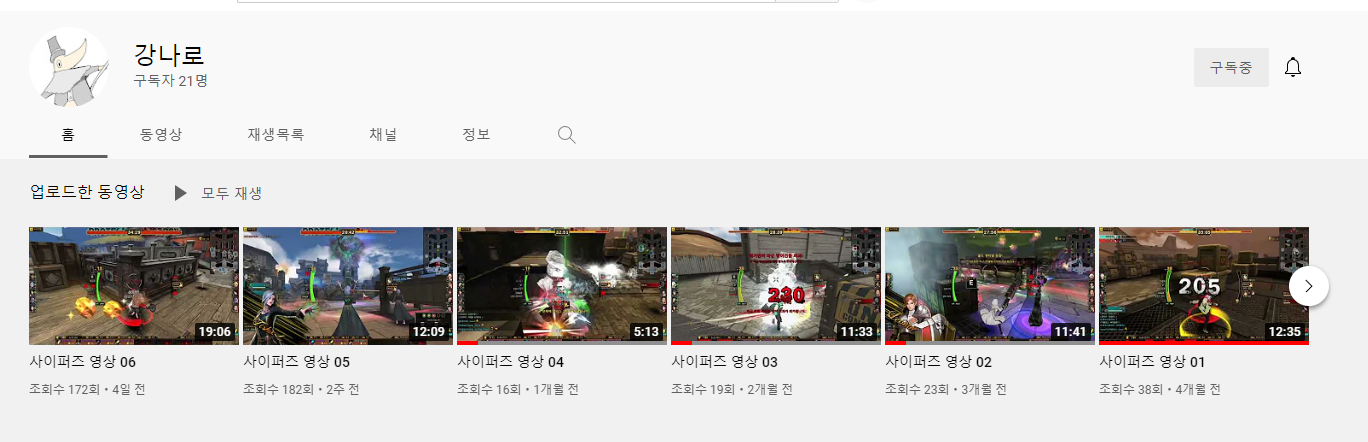 강나로
구독자 21명
구독중
홈 동영상 재생목록 채널 정보
업로드한 동영상 모두 재생
19:06 12:09 5:13 11:33 11:41 12:35
230
205
E
사이퍼즈 영상 06 사이퍼즈 영상 05 사이퍼즈 영상 04 사이퍼즈 영상 03 사이퍼즈 영상 02 사이퍼즈 영상 01
조회수 172회 • 4일 전 조회수 182회 • 2주 전 조회수 16회 • 1개월 전 조회수 19회 • 2개월 전 조회수 23회 • 3개월 전 조회수 38회 • 4개월 전